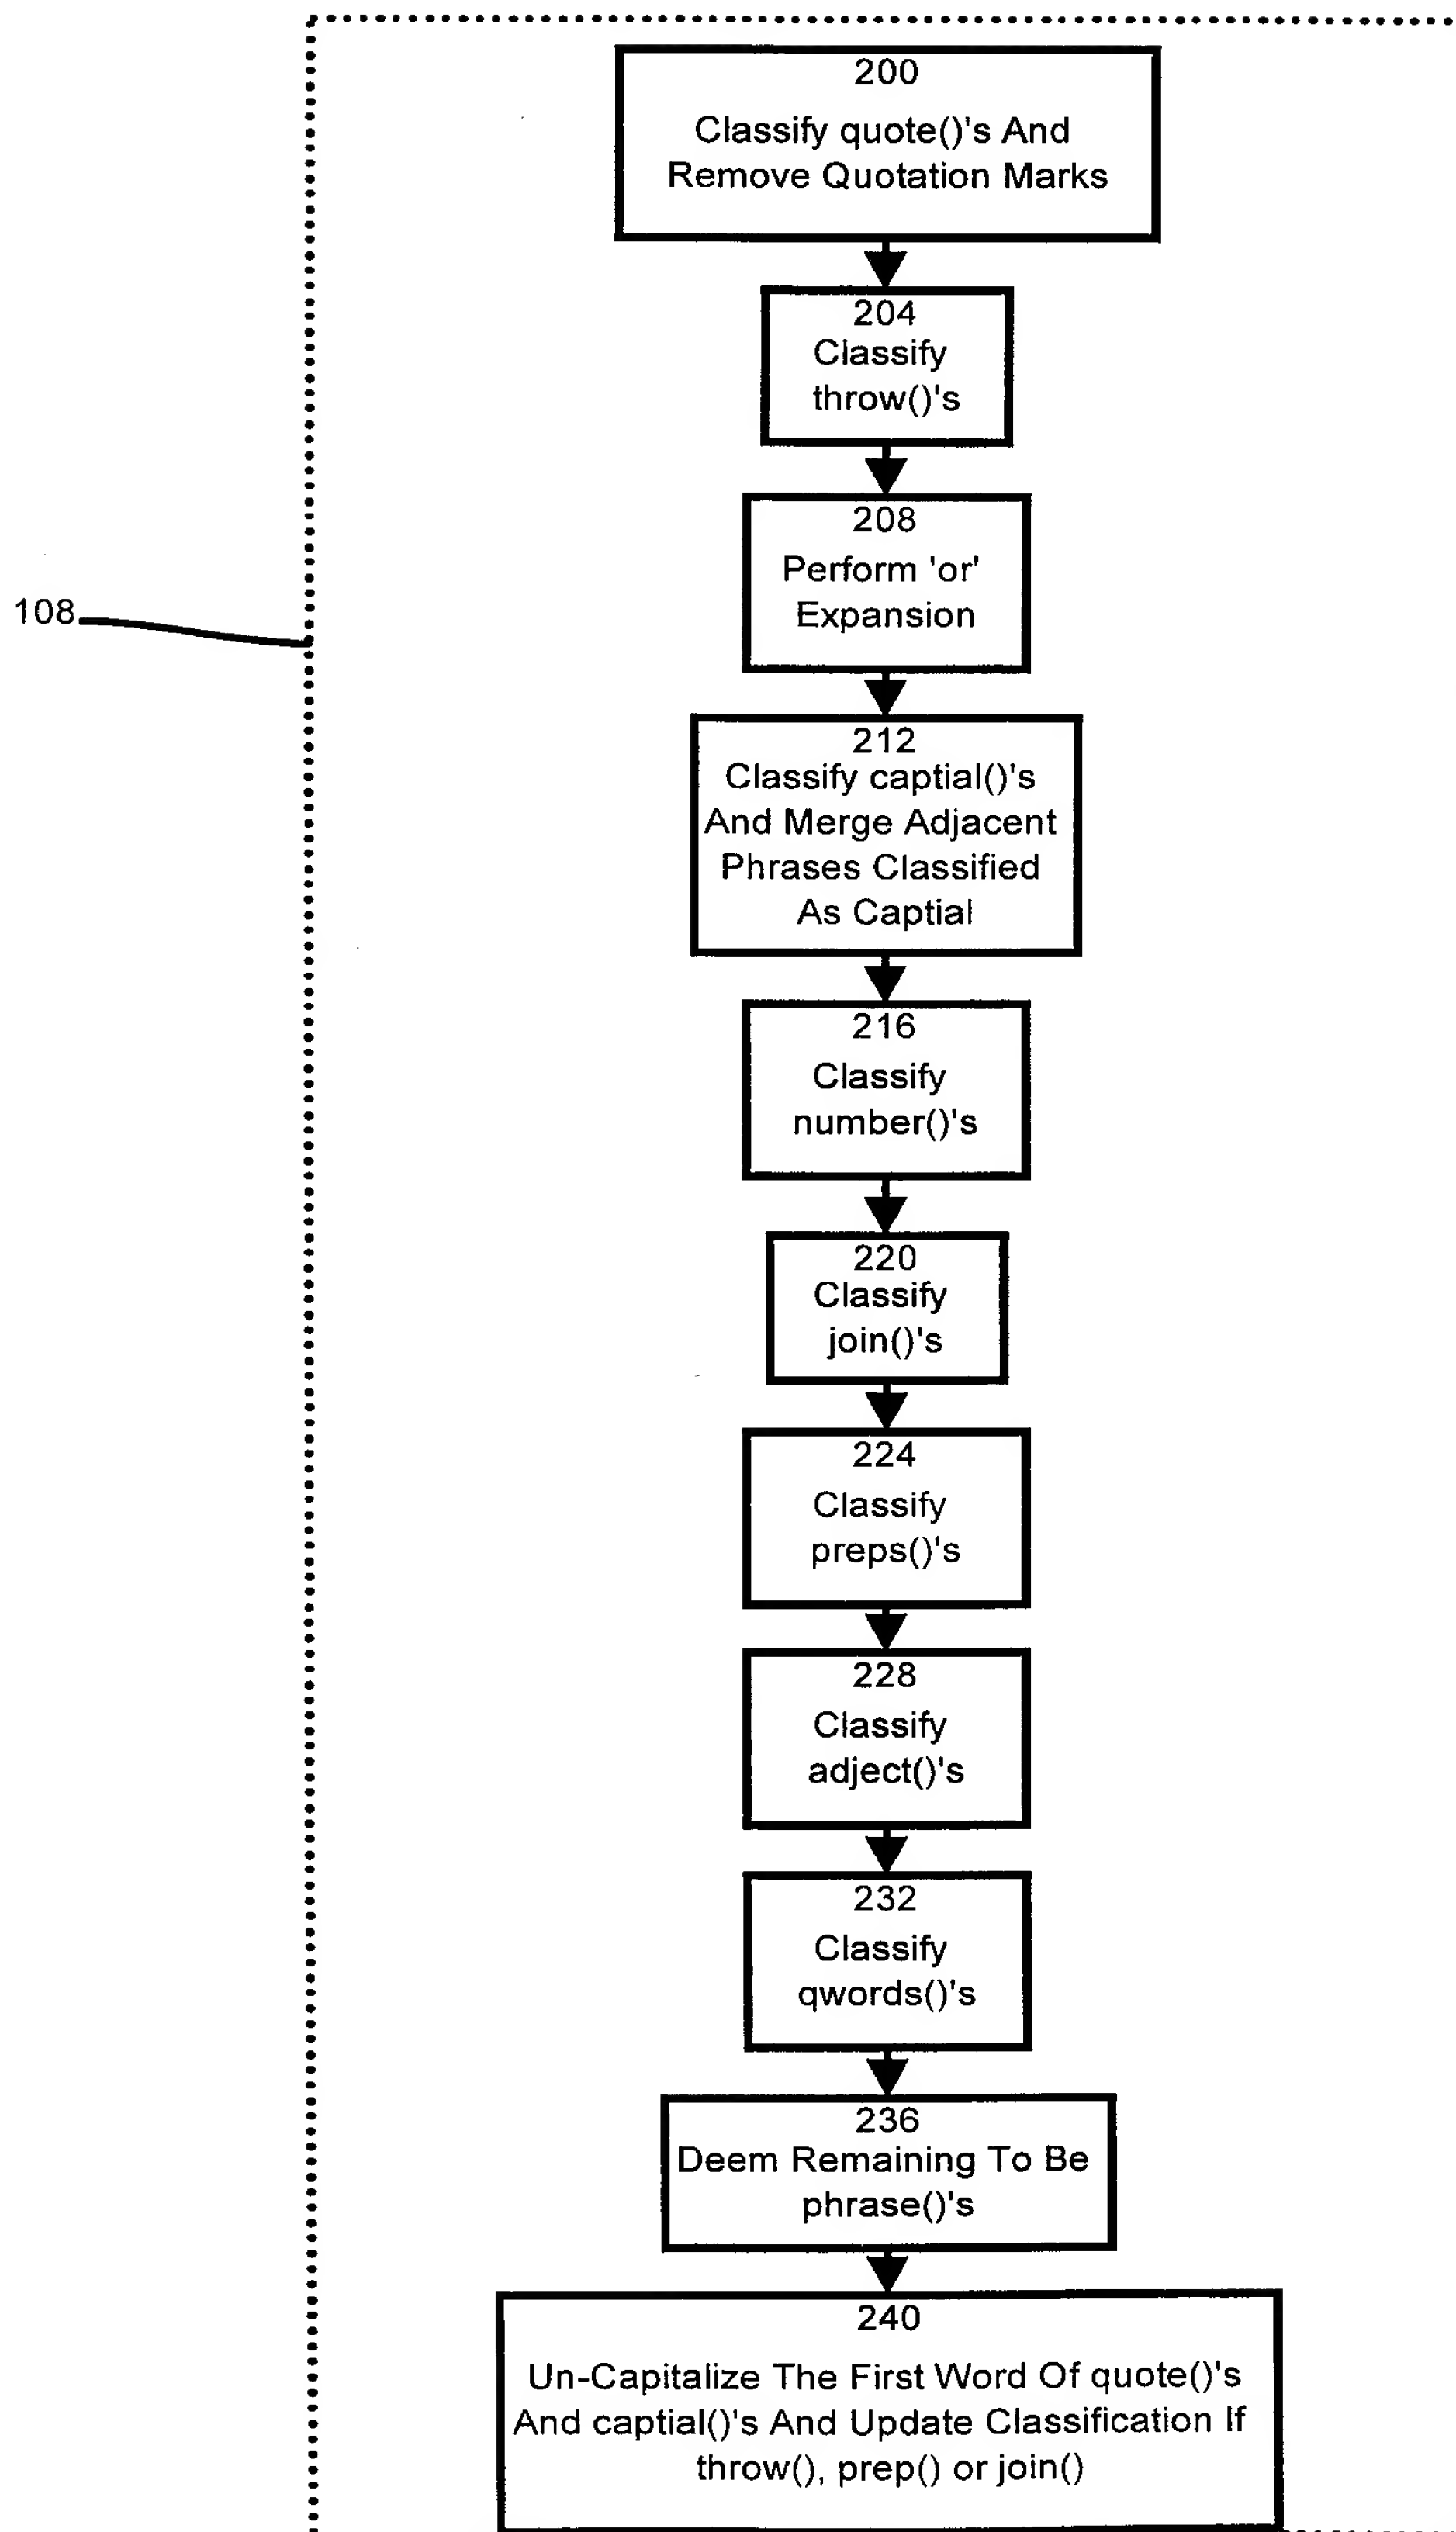 200
Classify quote()'s And
Remove Quotation Marks
204
Classify
throw()'s
208
Perform 'or'
Expansion
108
212
Classify captial()'s
And Merge Adjacent
Phrases Classified
As Captial
216
Classify
number()'s
220
Classify
join()'s
224
Classify
preps()'s
228
Classify
adject()'s
232
Classify
qwords()'s
236
Deem Remaining To Be
phrase()'s
240
Un-Capitalize The First Word Of quote()'s
And captial()'s And Update Classification If
throw(), prep() or join()